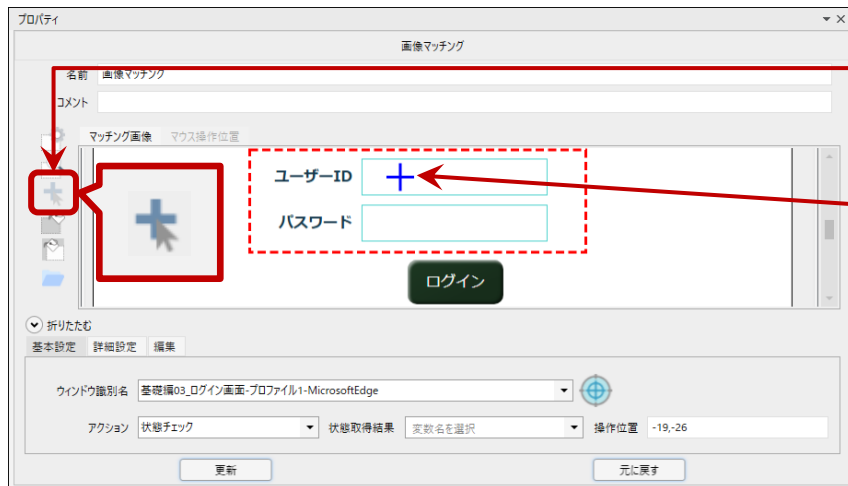 プロパティ
画像マッチング
名前 画像マッチング
コメント
マッチング画像 マウス操作位置
ユーザーID
パスワード
ログイン
折りたたむ
基本設定 詳細設定 編集
ウィンドウ識別名 基礎編03_ログイン画面-プロファイル1-MicrosoftEdge
アクション 状態チェック 状態取得結果 変数名を選択 操作位置 -19,-26
更新 元に戻す